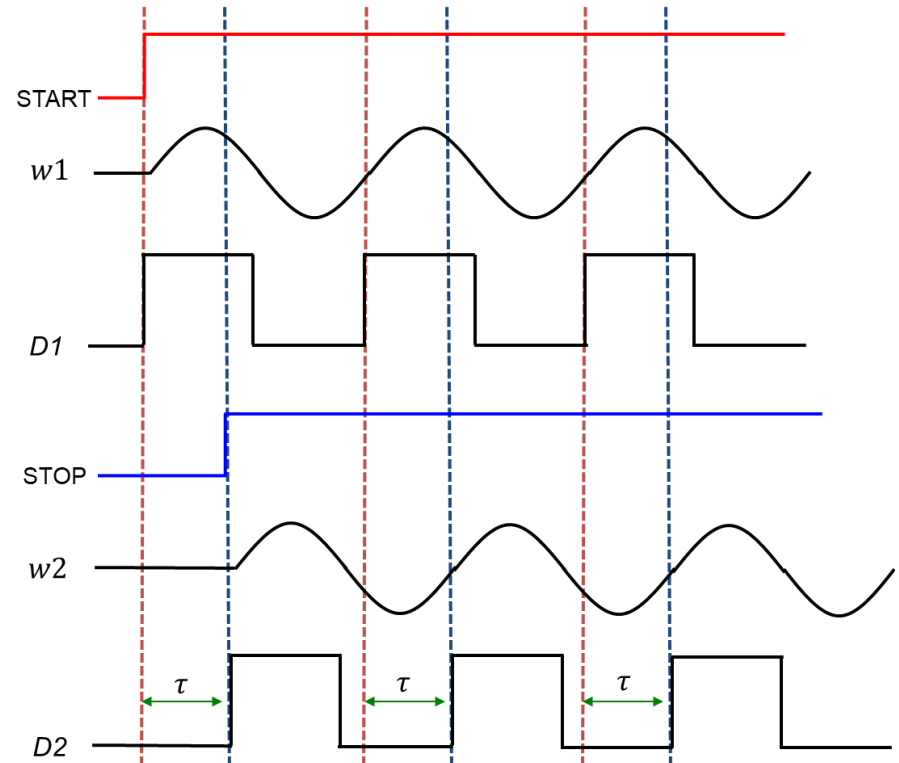 START
w1
D1
STOP
w2
τ τ τ
D2